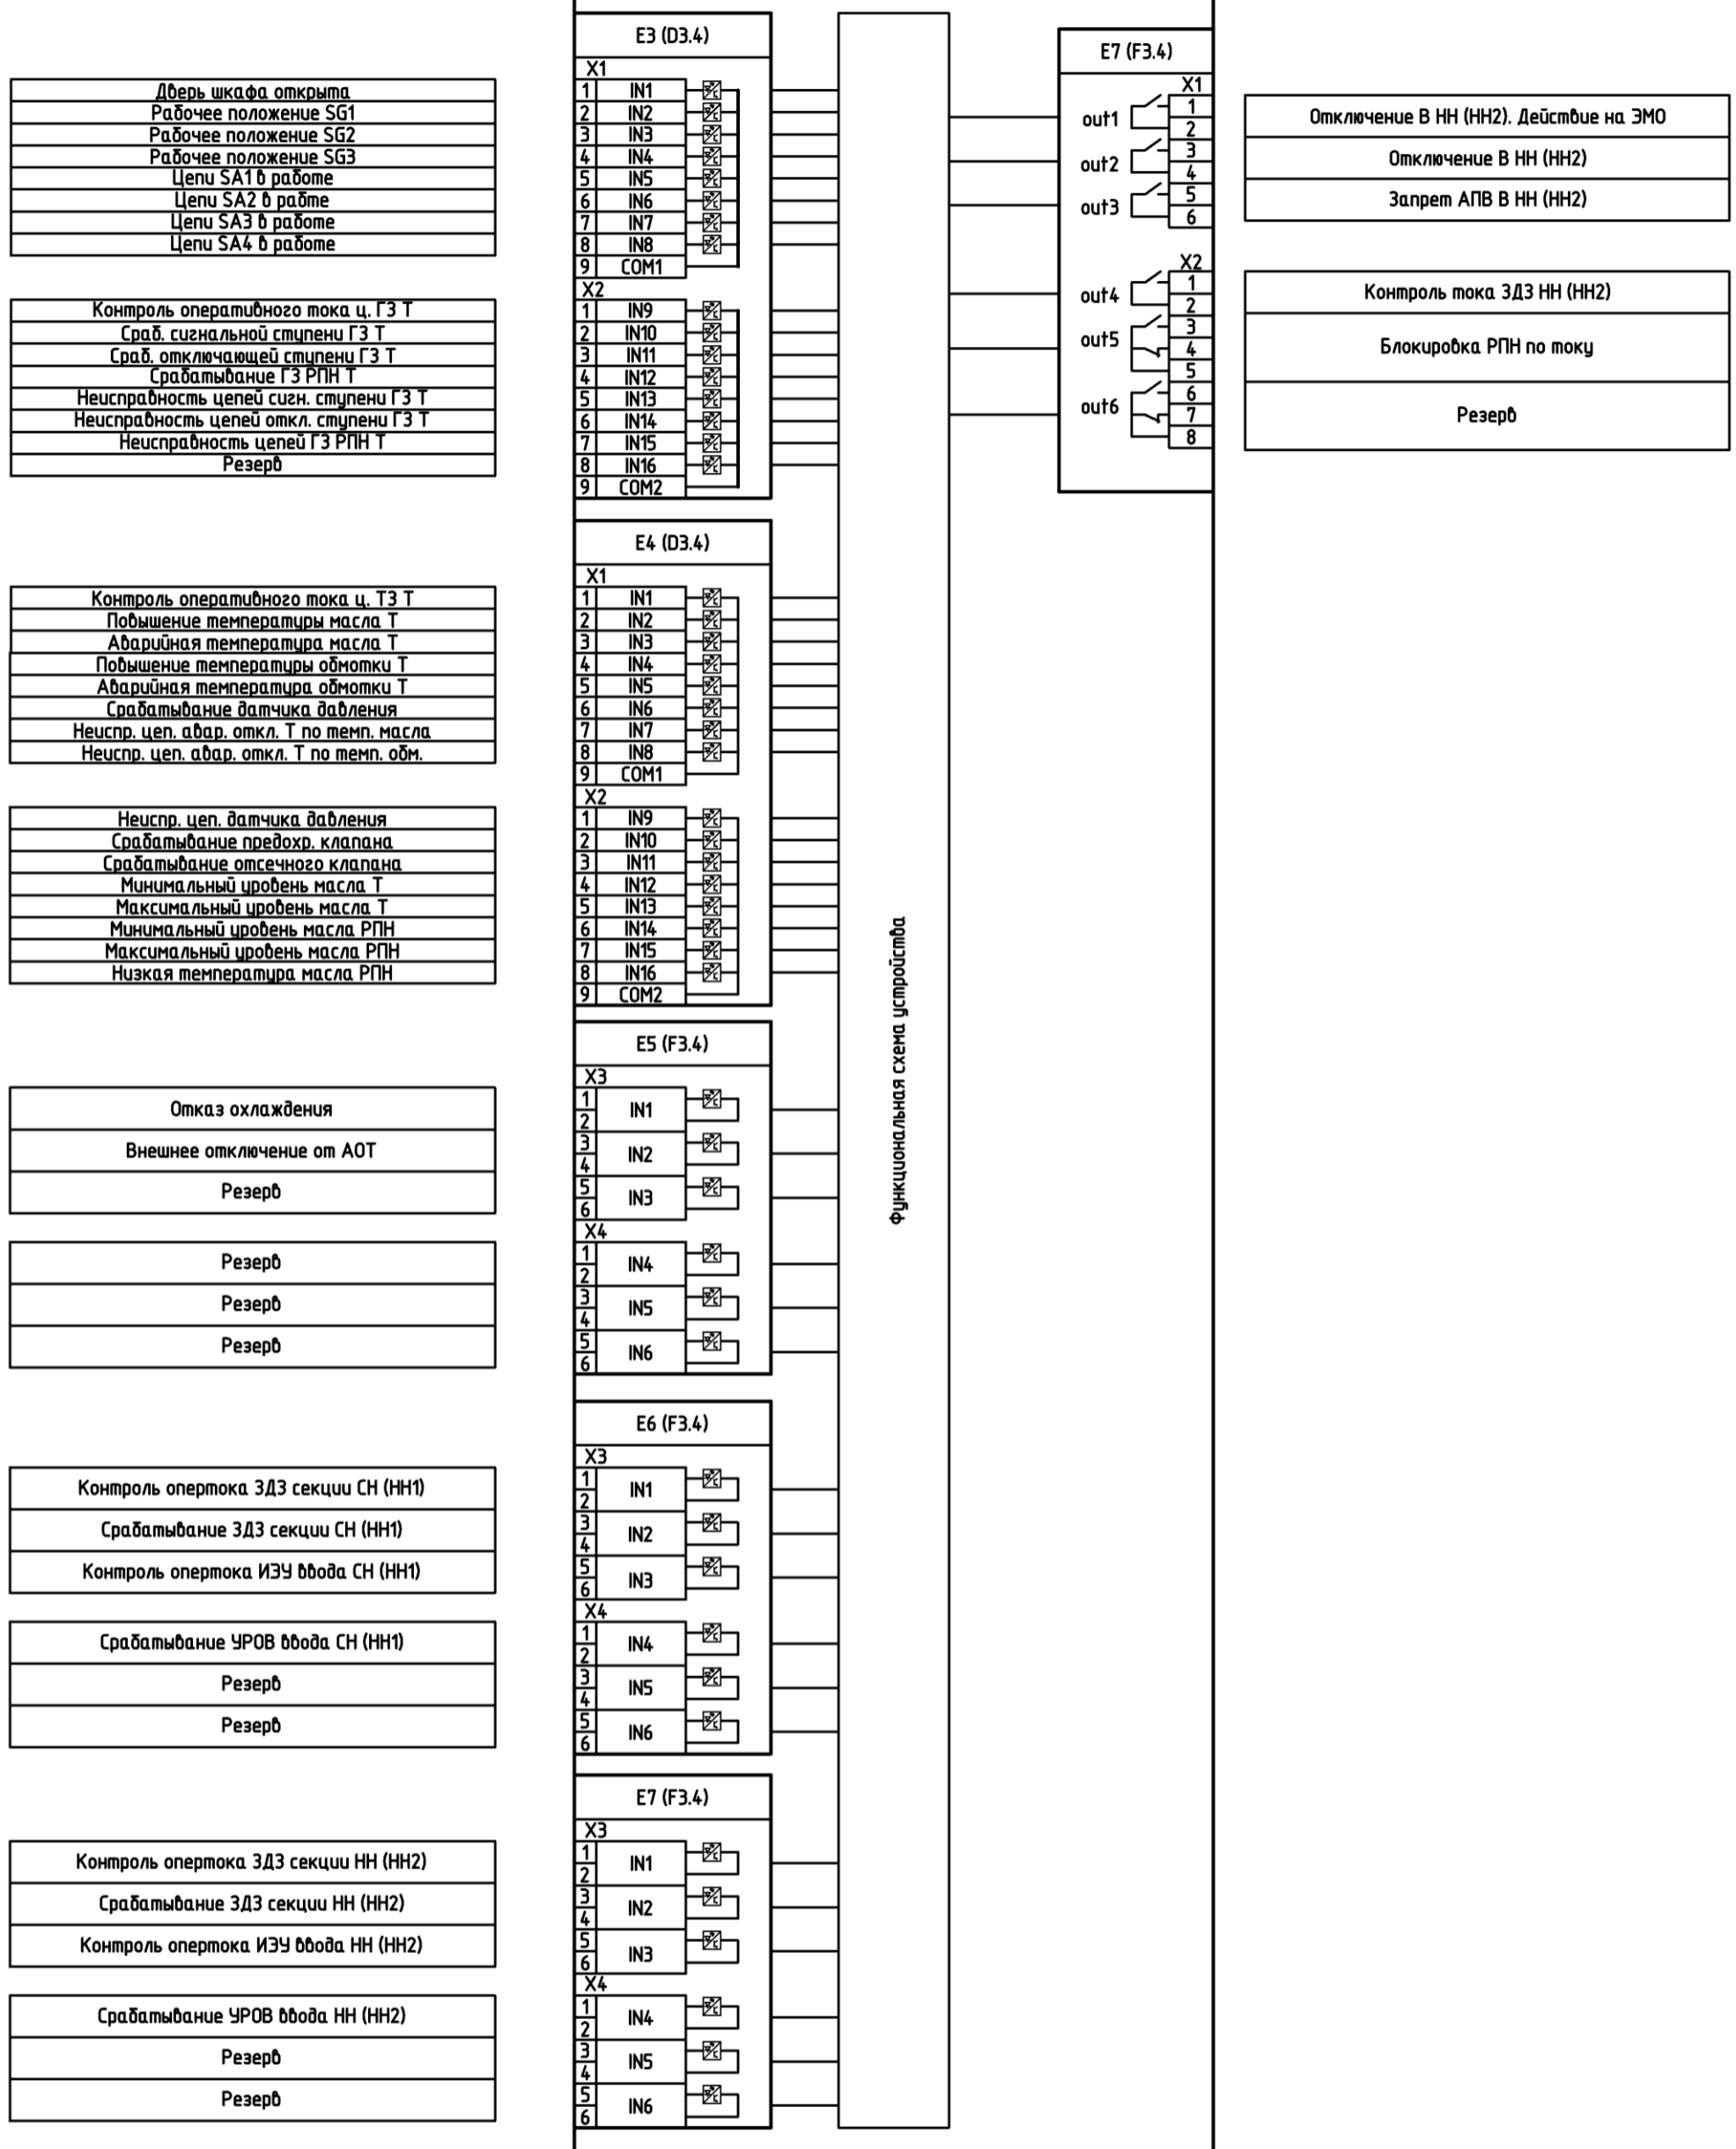 E3 (D3.4)
X1
Дверь шкафа открыта 1 IN1
Рабочее положение SG1 2 IN2
Рабочее положение SG2 3 IN3
Рабочее положение SG3 4 IN4
Цепи SA1 в работе 5 IN5
Цепи SA2 в рабте 6 IN6
Цепи SA3 в работе 7 IN7
Цепи SA4 в работе 8 IN8
9 COM1
X2
Контроль оперативного тока ц. ГЗ Т 1 IN9
Сраб. сигнальной ступени ГЗ Т 2 IN10
Сраб. отключающей ступени ГЗ Т 3 IN11
Срабатывание ГЗ РПН Т 4 IN12
Неисправность цепей сигн. ступени ГЗ Т 5 IN13
Неисправность цепей откл. ступени ГЗ Т 6 IN14
Неисправность цепей ГЗ РПН Т 7 IN15
Резерв 8 IN16
9 COM2
E4 (D3.4)
X1
Контроль оперативного тока ц. ТЗ Т 1 IN1
Повышение температуры масла Т 2 IN2
Аварийная температура масла Т 3 IN3
Повышение температуры обмотки Т 4 IN4
Аварийная температура обмотки Т 5 IN5
Срабатывание датчика давления 6 IN6
Неиспр. цеп. авар. откл. Т по темп. масла 7 IN7
Неиспр. цеп. авар. откл. Т по темп. обм. 8 IN8
9 COM1
X2
Неиспр. цеп. датчика давления 1 IN9
Срабатывание предохр. клапана 2 IN10
Срабатывание отсечного клапана 3 IN11
Минимальный уровень масла Т 4 IN12
Максимальный уровень масла Т 5 IN13
Минимальный уровень масла РПН 6 IN14
Максимальный уровень масла РПН 7 IN15
Низкая температура масла РПН 8 IN16
9 COM2
E5 (F3.4)
X3
Отказ охлаждения 1 2 IN1
Внешнее отключение от АОТ 3 4 IN2
Резерв 5 6 IN3
X4
Резерв 1 2 IN4
Резерв 3 4 IN5
Резерв 5 6 IN6
E6 (F3.4)
X3
Контроль опертока ЗДЗ секции СН (НН1) 1 2 IN1
Срабатывание ЗДЗ секции СН (НН1) 3 4 IN2
Контроль опертока ИЭУ ввода СН (НН1) 5 6 IN3
X4
Срабатывание УРОВ ввода СН (НН1) 1 2 IN4
Резерв 3 4 IN5
Резерв 5 6 IN6
E7 (F3.4)
X3
Контроль опертока ЗДЗ секции НН (НН2) 1 2 IN1
Срабатывание ЗДЗ секции НН (НН2) 3 4 IN2
Контроль опертока ИЭУ ввода НН (НН2) 5 6 IN3
X4
Срабатывание УРОВ ввода НН (НН2) 1 2 IN4
Резерв 3 4 IN5
Резерв 5 6 IN6
Функциональная схема устройства
E7 (F3.4)
X1
out1 1 2 Отключение В НН (НН2). Действие на ЭМО
out2 3 4 Отключение В НН (НН2)
out3 5 6 Запрет АПВ В НН (НН2)
X2
out4 1 2 Контроль тока ЗДЗ НН (НН2)
out5 3 4 5 Блокировка РПН по току
out6 6 7 8 Резерв